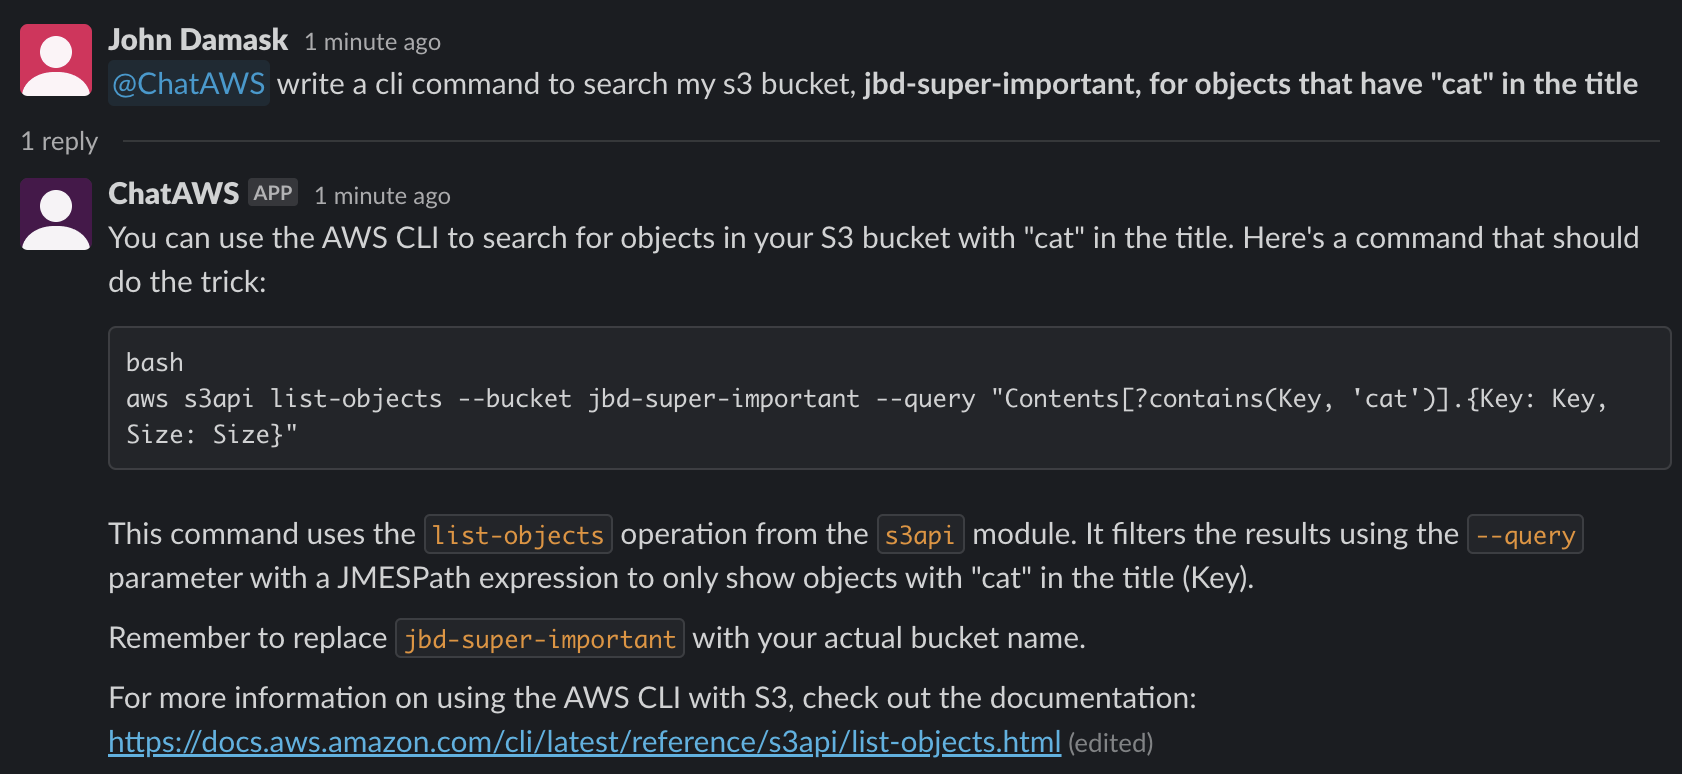 John Damask 1 minute ago
@ChatAWS write a cli command to search my s3 bucket, jbd-super-important, for objects that have "cat" in the title
1 reply
ChatAWS APP 1 minute ago
You can use the AWS CLI to search for objects in your S3 bucket with "cat" in the title. Here's a command that should
do the trick:
bash
aws s3api list-objects --bucket jbd-super-important --query "Contents[?contains(Key, 'cat')].{Key: Key,
Size: Size}"
This command uses the list-objects operation from the s3api module. It filters the results using the --query
parameter with a JMESPath expression to only show objects with "cat" in the title (Key).
Remember to replace jbd-super-important with your actual bucket name.
For more information on using the AWS CLI with S3, check out the documentation:
https://docs.aws.amazon.com/cli/latest/reference/s3api/list-objects.html (edited)